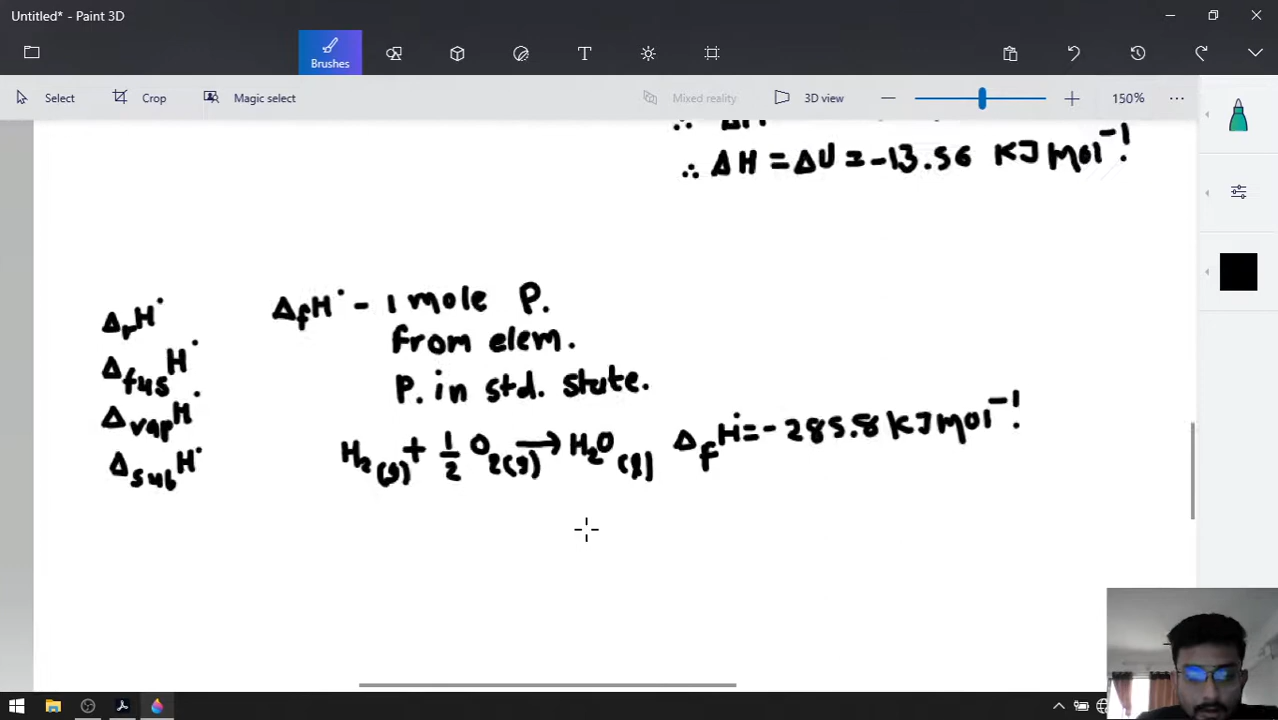 Untitled* - Paint 3D
Brushes
Select Crop Magic select Mixed reality 3D view 150%
∴ ΔH = ΔU = -13.56 KJ mol⁻¹
ΔrH°
ΔfusH°
ΔvapH°
ΔsubH°
ΔfH° - 1 mole P.
from elem.
P. in std. state.
H₂(g) + 1/2 O₂(g) → H₂O(l) ΔfH° = -285.8 KJ mol⁻¹